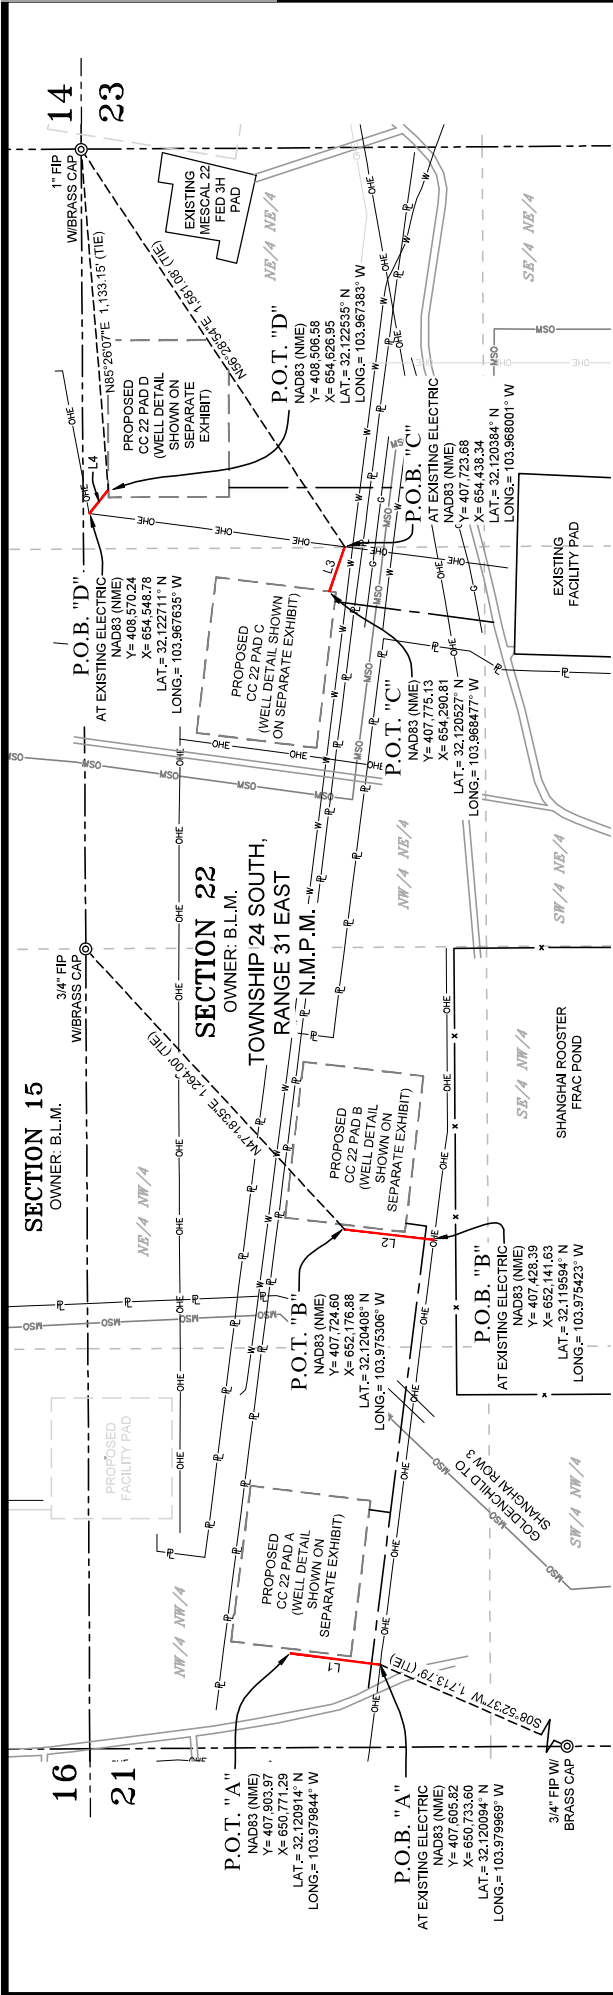 16
21
14
23
SECTION 15
OWNER: B.L.M.
SECTION 22
OWNER: B.L.M.
TOWNSHIP 24 SOUTH,
RANGE 31 EAST
N.M.P.M.
3/4" FIP
W/BRASS CAP
1" FIP
W/BRASS CAP
3/4" FIP W/
BRASS CAP
P.O.T. "A"
NAD83 (NME)
Y= 407,903.97
X= 650,771.29
LAT.= 32.120914° N
LONG.= 103.979844° W
P.O.B. "A"
AT EXISTING ELECTRIC
NAD83 (NME)
Y= 407,605.82
X= 650,733.60
LAT.= 32.120094° N
LONG.= 103.979969° W
S08°52'37"W 1,713.79' (TIE)
L1
PROPOSED
CC 22 PAD A
(WELL DETAIL
SHOWN ON
SEPARATE EXHIBIT)
PROPOSED
FACILITY PAD
NW/4 NW/4
NE/4 NW/4
SW/4 NW/4
SE/4 NW/4
GOLDENCHILD TO
SHANGHAI ROW 3
P.O.T. "B"
NAD83 (NME)
Y= 407,724.60
X= 652,176.88
LAT.= 32.120408° N
LONG.= 103.975306° W
P.O.B. "B"
AT EXISTING ELECTRIC
NAD83 (NME)
Y= 407,428.39
X= 652,141.63
LAT.= 32.119594° N
LONG.= 103.975423° W
N47°18'35"E 1,264.00' (TIE)
L2
PROPOSED
CC 22 PAD B
(WELL DETAIL
SHOWN ON
SEPARATE EXHIBIT)
SHANGHAI ROOSTER
FRAC POND
NW/4 NE/4
SW/4 NE/4
NE/4 NE/4
SE/4 NE/4
P.O.B. "D"
AT EXISTING ELECTRIC
NAD83 (NME)
Y= 408,570.24
X= 654,548.78
LAT.= 32.122711° N
LONG.= 103.967635° W
L4
N85°26'07"E 1,133.15' (TIE)
PROPOSED
CC 22 PAD D
(WELL DETAIL
SHOWN ON
SEPARATE
EXHIBIT)
P.O.T. "D"
NAD83 (NME)
Y= 408,506.58
X= 654,626.95
LAT.= 32.122535° N
LONG.= 103.967383° W
N56°28'54"E 1,581.08' (TIE)
EXISTING
MESCAL 22
FED 3H
PAD
PROPOSED
CC 22 PAD C
(WELL DETAIL SHOWN
ON SEPARATE EXHIBIT)
L3
P.O.T. "C"
NAD83 (NME)
Y= 407,775.13
X= 654,290.81
LAT.= 32.120527° N
LONG.= 103.968477° W
P.O.B. "C"
AT EXISTING ELECTRIC
NAD83 (NME)
Y= 407,723.68
X= 654,438.34
LAT.= 32.120384° N
LONG.= 103.968001° W
EXISTING
FACILITY PAD
OHE
MSO
PL
W
G
x